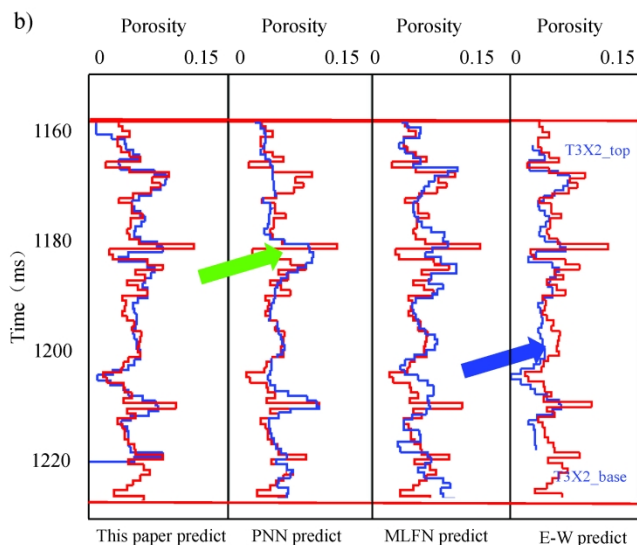 b)
Porosity Porosity Porosity Porosity
0 0.15 0 0.15 0 0.15 0 0.15
1160
T3X2_top
1180
Time (ms)
1200
1220
T3X2_base
This paper predict PNN predict MLFN predict E-W predict